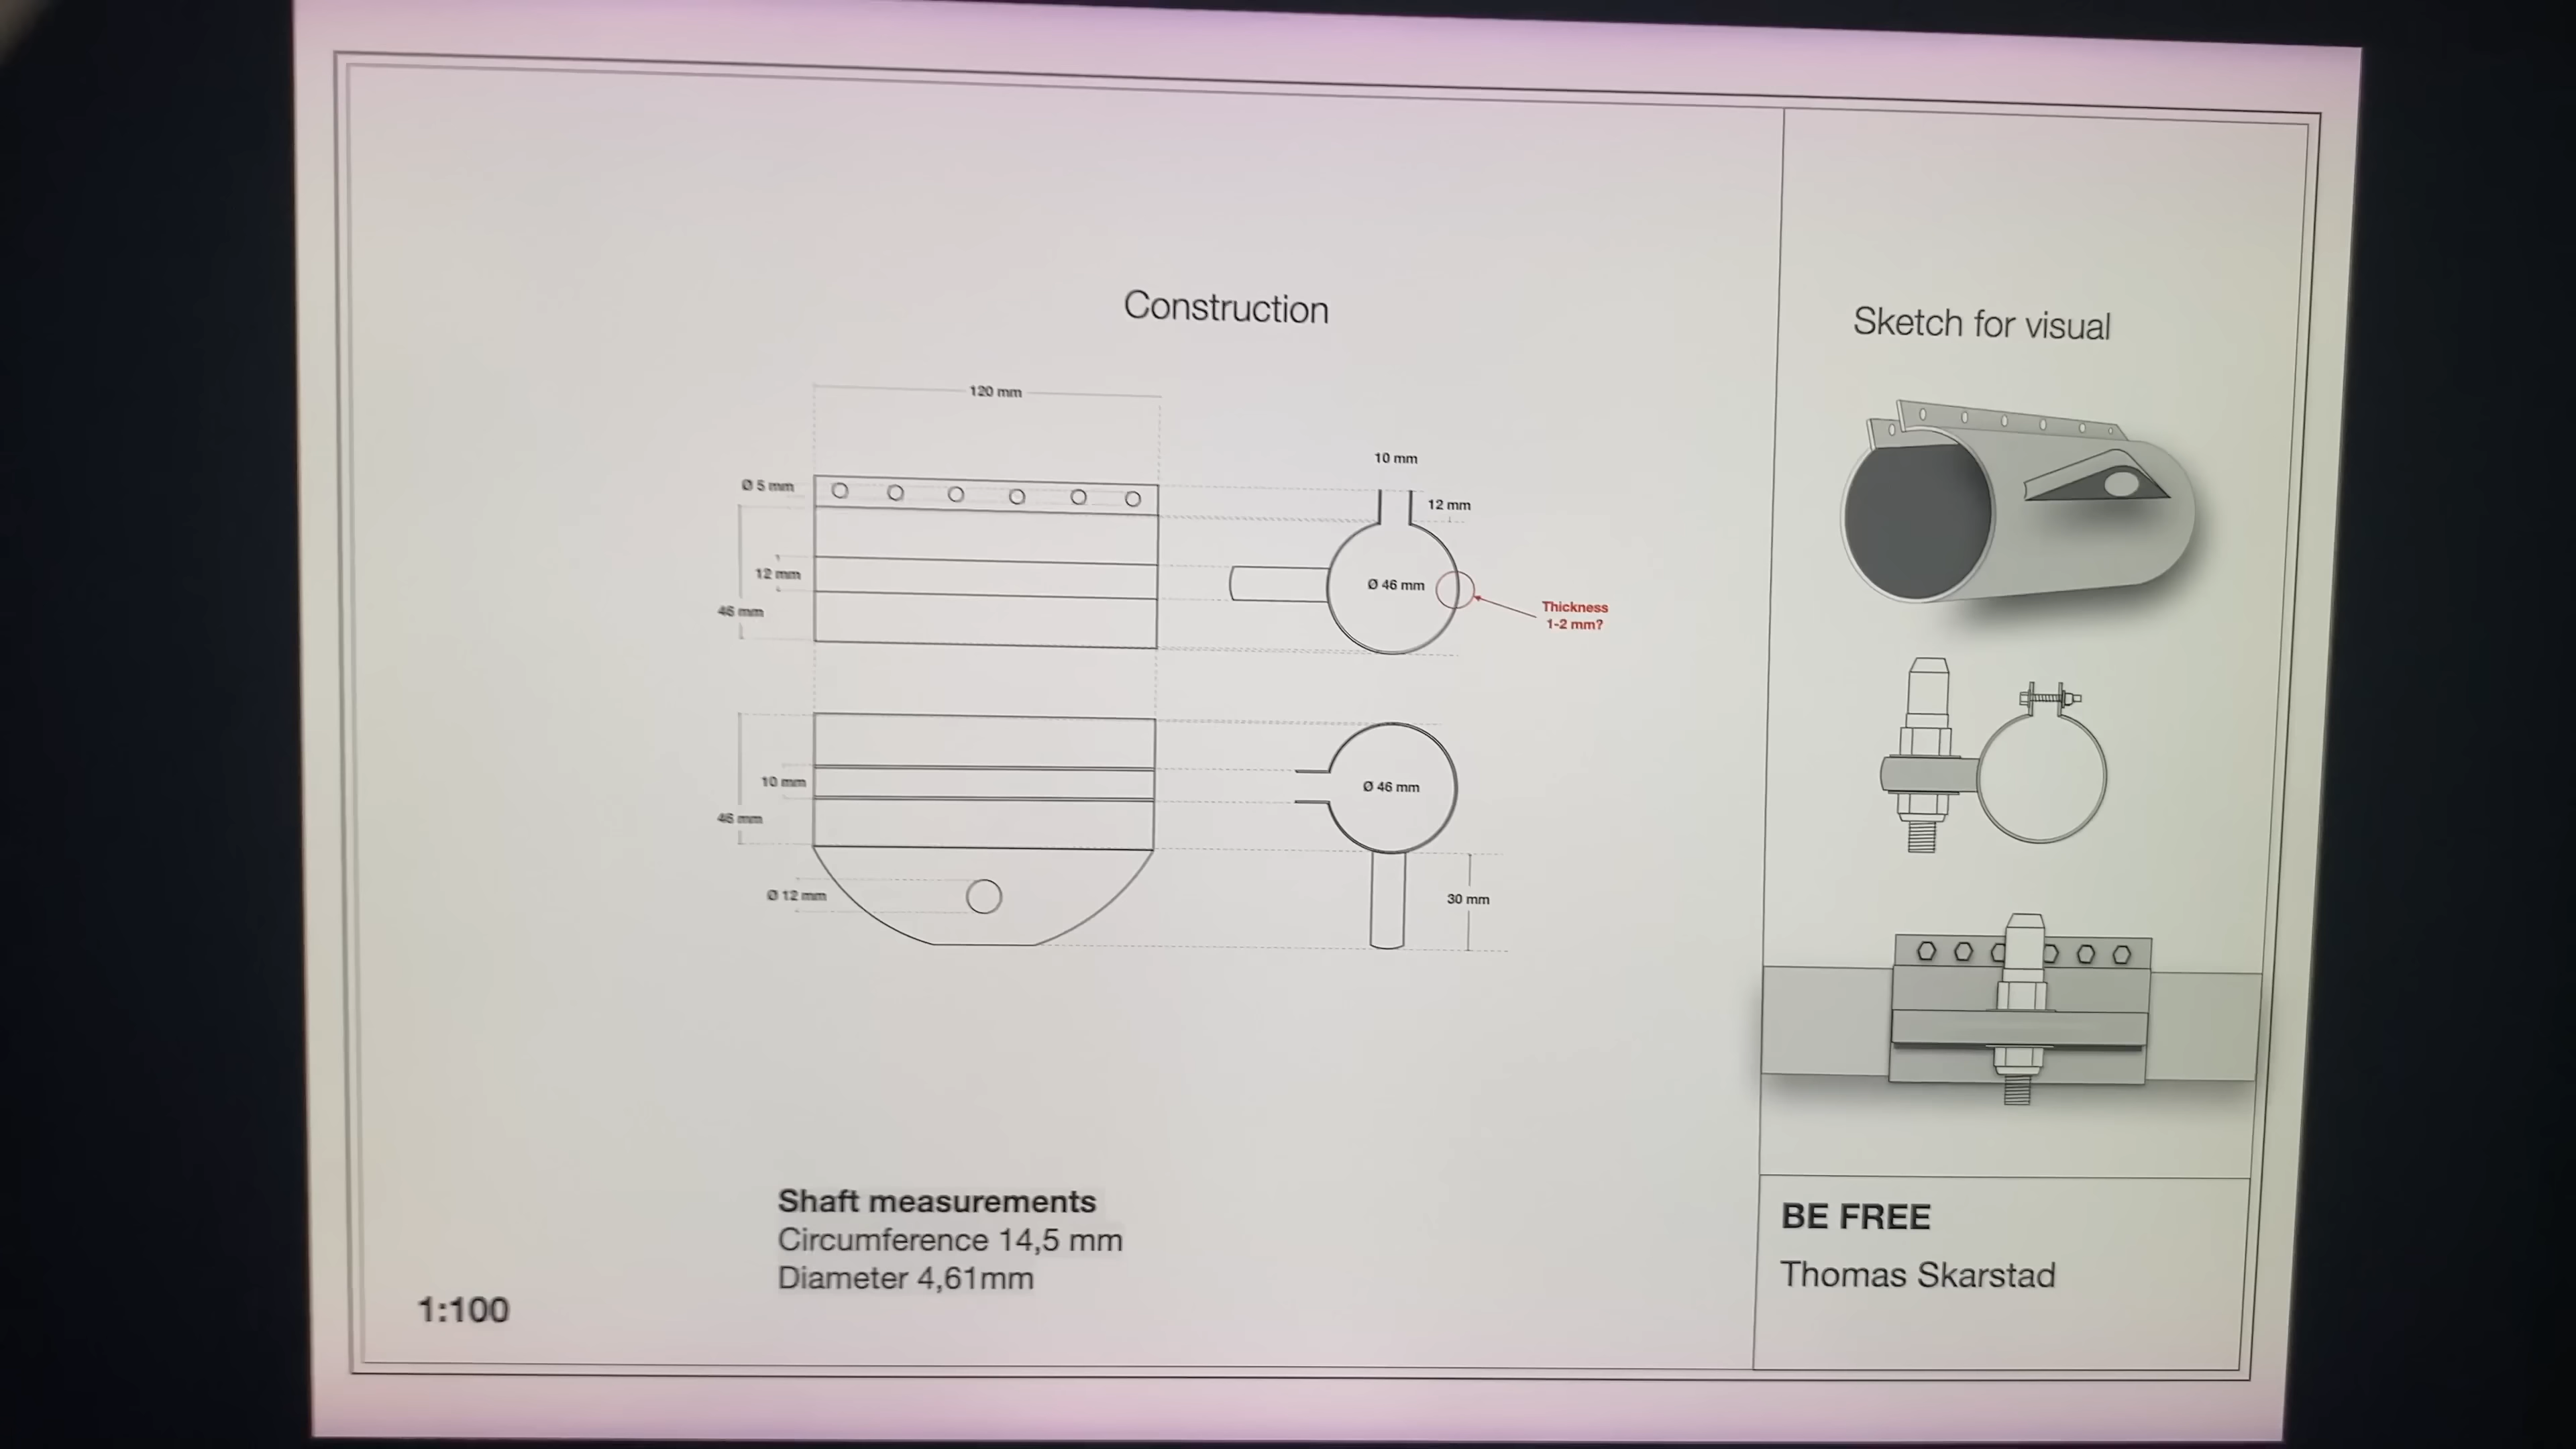 Construction
Sketch for visual
120 mm
10 mm
Ø 5 mm
12 mm
12 mm
Ø 46 mm
46 mm
Thickness
1-2 mm?
10 mm
Ø 46 mm
46 mm
Ø 12 mm
30 mm
Shaft measurements
Circumference 14,5 mm
Diameter 4,61mm
1:100
BE FREE
Thomas Skarstad